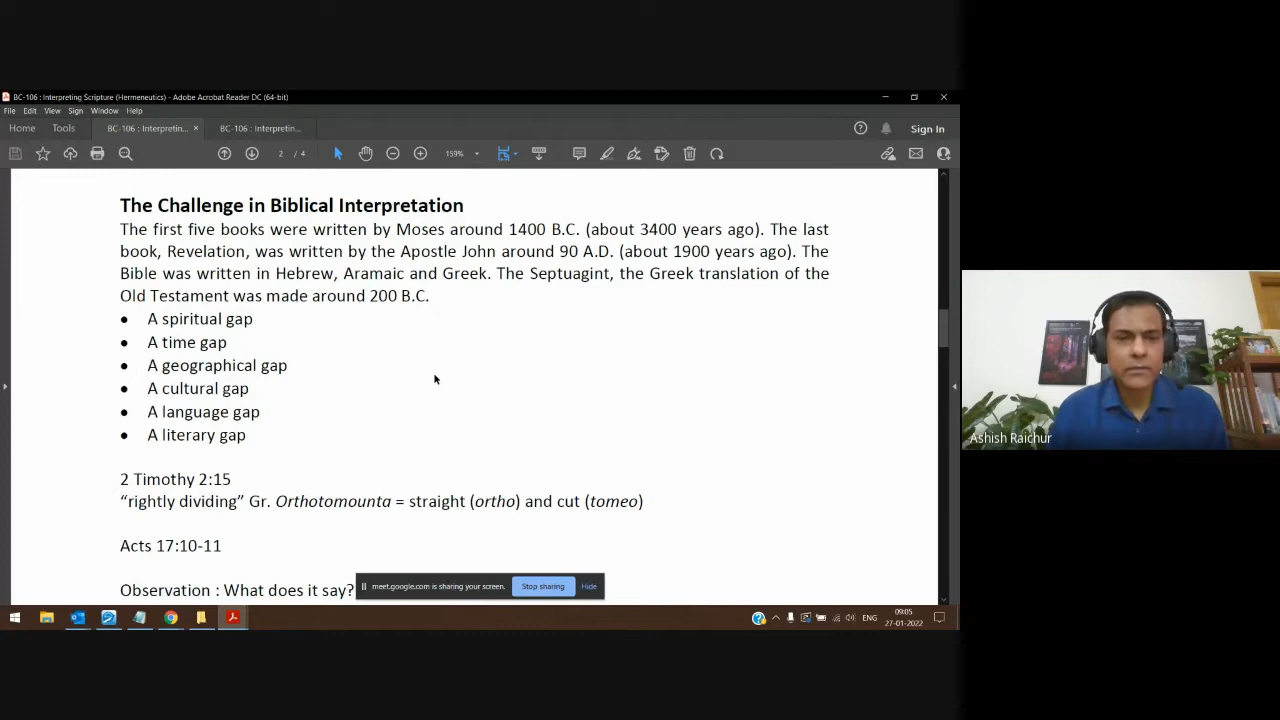 BC-106 : Interpreting Scripture (Hermeneutics) - Adobe Acrobat Reader DC (64-bit)
File Edit View Sign Window Help
Home Tools BC-106 : Interpretin... × BC-106 : Interpretin... Sign In
2 / 4 159%
The Challenge in Biblical Interpretation
The first five books were written by Moses around 1400 B.C. (about 3400 years ago). The last
book, Revelation, was written by the Apostle John around 90 A.D. (about 1900 years ago). The
Bible was written in Hebrew, Aramaic and Greek. The Septuagint, the Greek translation of the
Old Testament was made around 200 B.C.
• A spiritual gap
• A time gap
• A geographical gap
• A cultural gap
• A language gap
• A literary gap
2 Timothy 2:15
“rightly dividing” Gr. Orthotomounta = straight (ortho) and cut (tomeo)
Acts 17:10-11
Observation : What does it say?
meet.google.com is sharing your screen. Stop sharing Hide
Ashish Raichur
ENG
09:05
27-01-2022